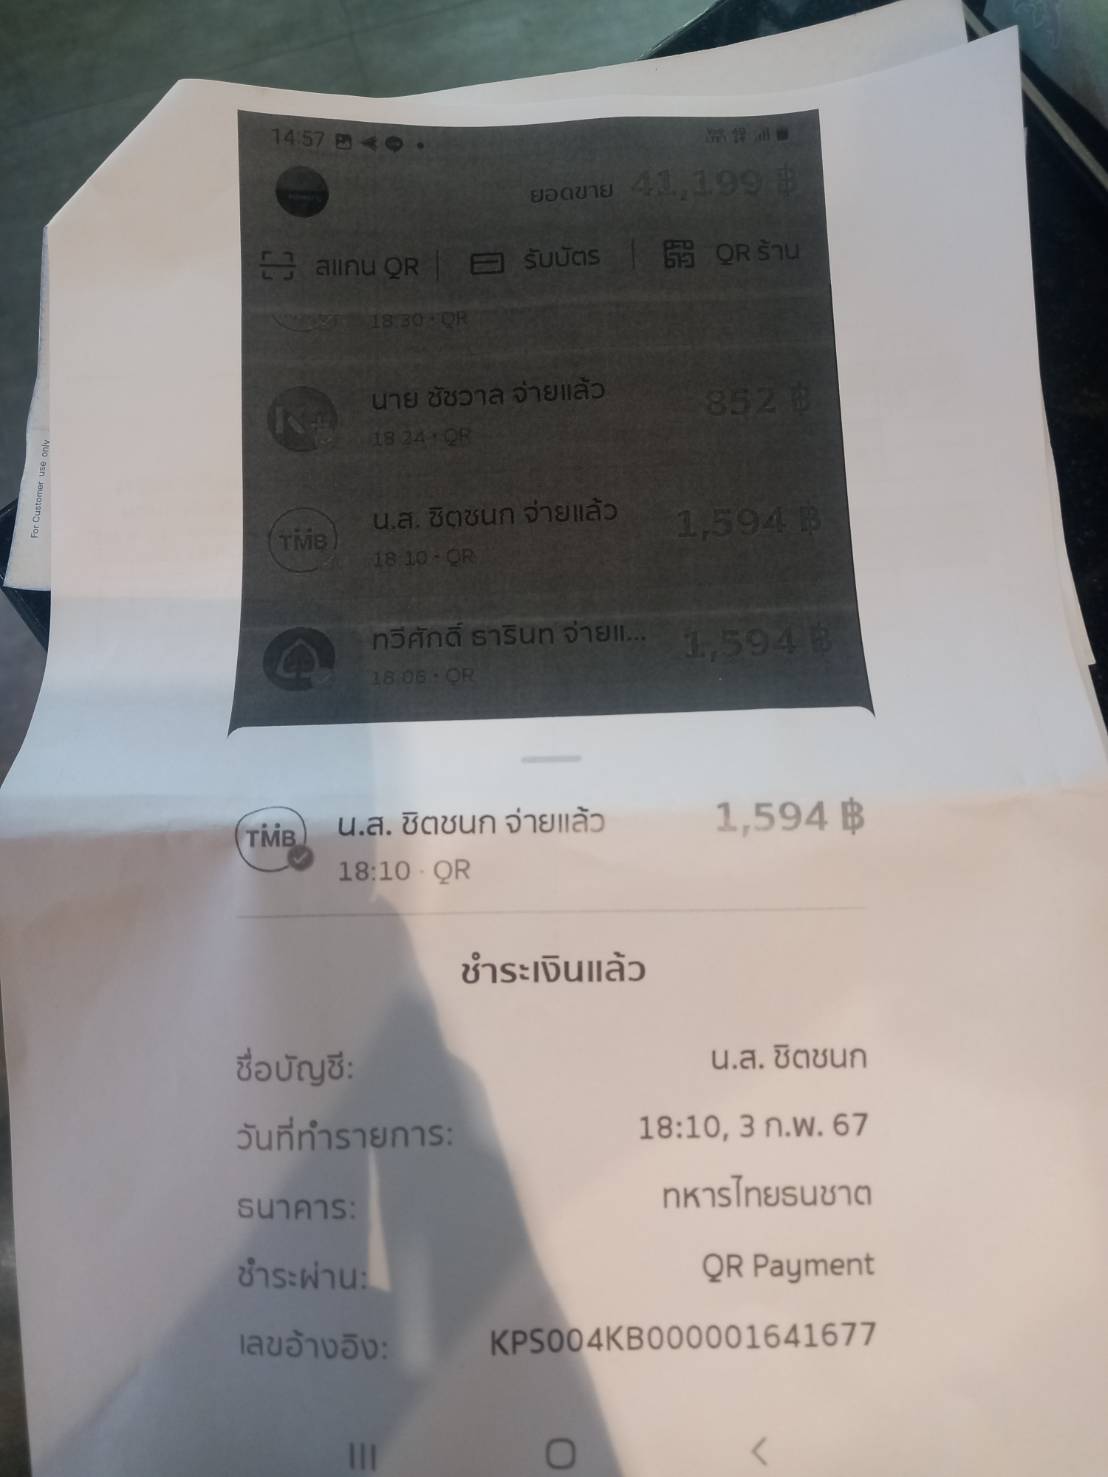 14:57
ยอดขาย 41,199 ฿
สแกน QR | รับบัตร | QR ร้าน
18:30 · QR
นาย ชัชวาล จ่ายแล้ว 852 ฿
K+
18:24 · QR
น.ส. ชิตชนก จ่ายแล้ว 1,594 ฿
TMB
18:10 · QR
ทวีศักดิ์ ธารินท จ่ายแ... 1,594 ฿
18:08 · QR
For Customer use only
TMB
น.ส. ชิตชนก จ่ายแล้ว 1,594 ฿
18:10 · QR
ชำระเงินแล้ว
ชื่อบัญชี: น.ส. ชิตชนก
วันที่ทำรายการ: 18:10, 3 ก.พ. 67
ธนาคาร: ทหารไทยธนชาต
ชำระผ่าน: QR Payment
เลขอ้างอิง: KPS004KB000001641677